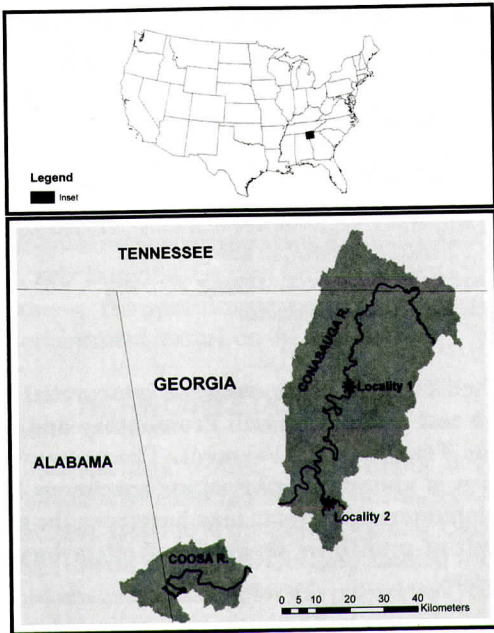 Legend
Inset
TENNESSEE
CONASAUGA R.
GEORGIA
Locality 1
ALABAMA
Locality 2
COOSA R.
0 5 10 20 30 40
Kilometers